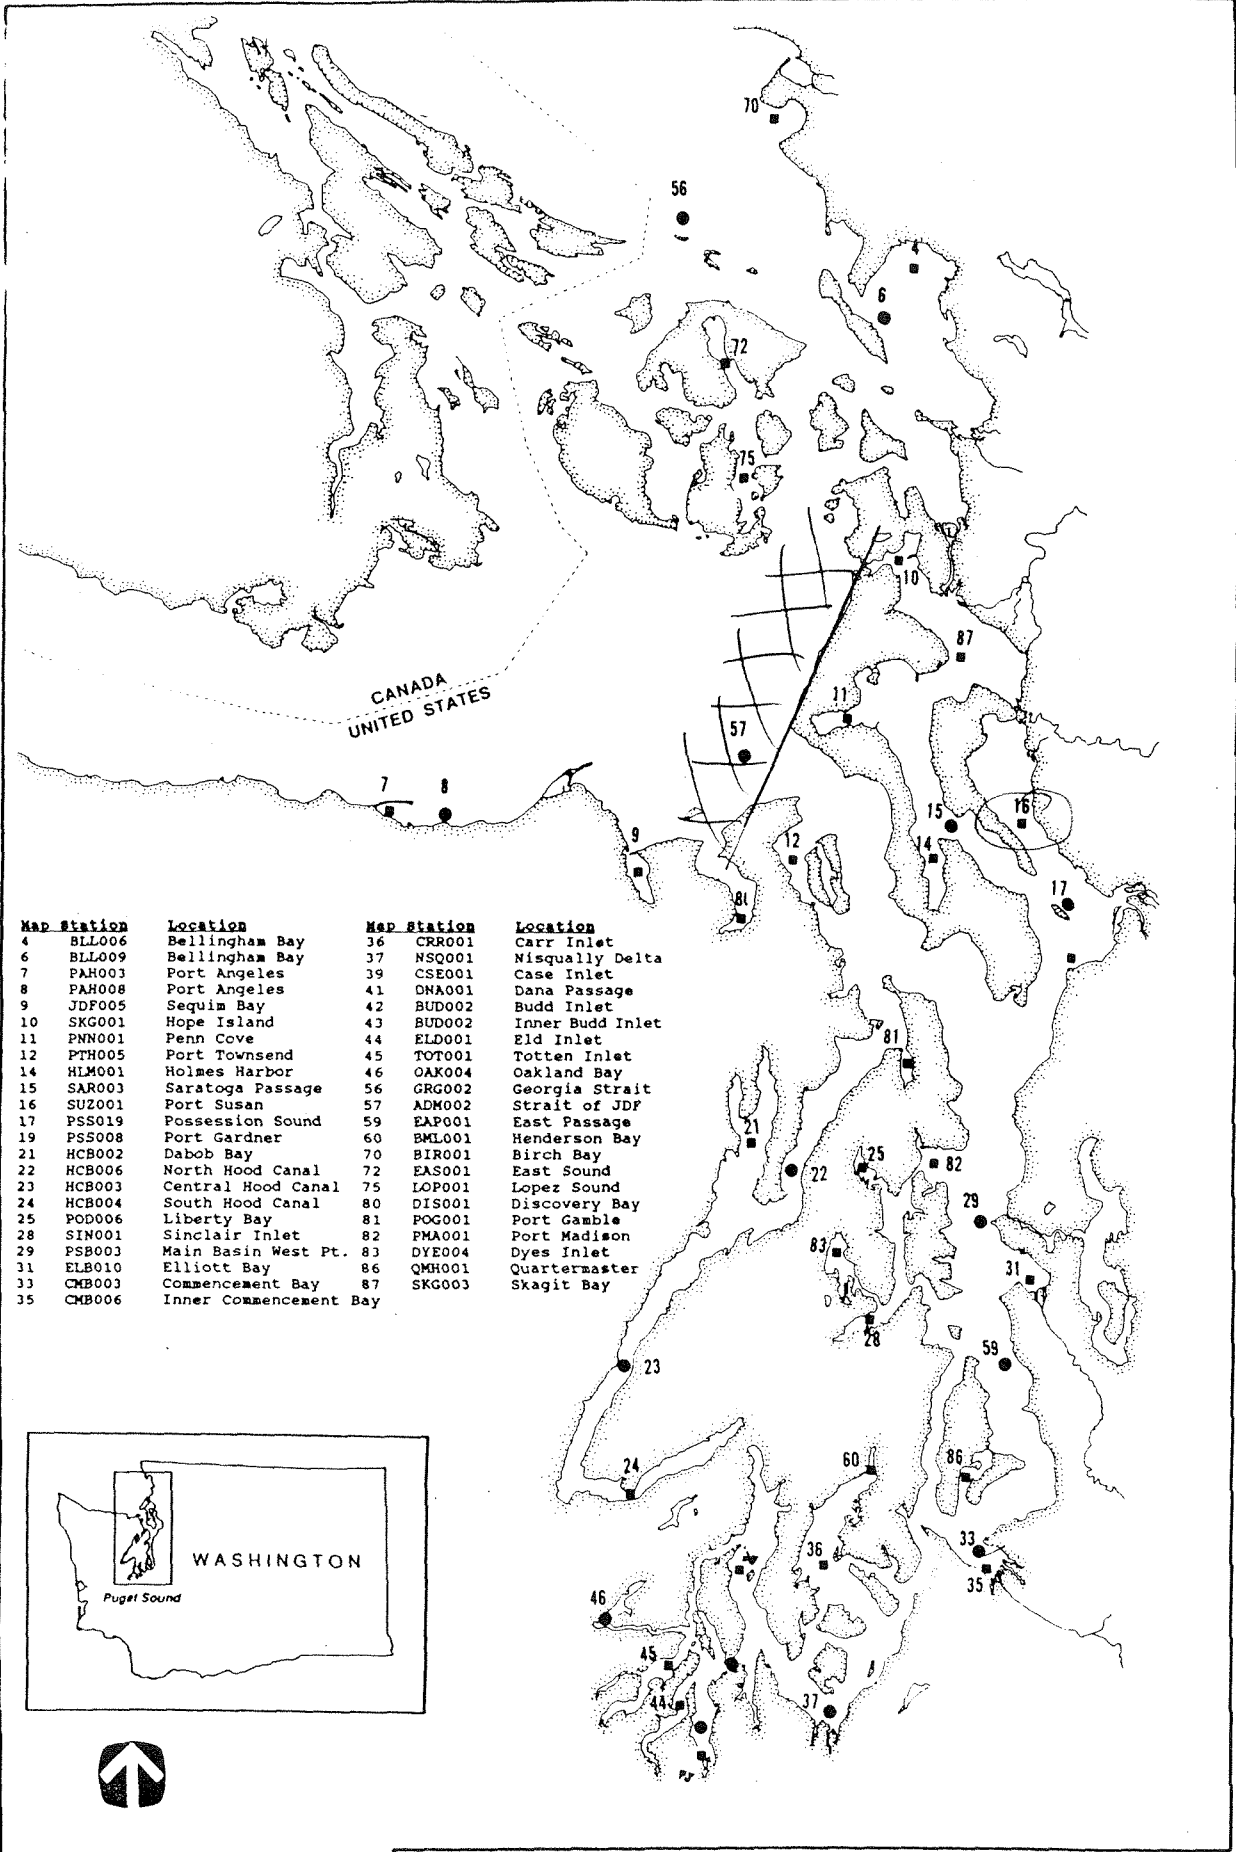 70
56
4
6
72
75
10
87
11
57
CANADA
UNITED STATES
7
8
9
12
15
16
14
17
Map Station Location Map Station Location
4 BLL006 Bellingham Bay 36 CRR001 Carr Inlet
6 BLL009 Bellingham Bay 37 NSQ001 Nisqually Delta
7 PAH003 Port Angeles 39 CSE001 Case Inlet
8 PAH008 Port Angeles 41 DNA001 Dana Passage
9 JDF005 Sequim Bay 42 BUD002 Budd Inlet
10 SKG001 Hope Island 43 BUD002 Inner Budd Inlet
11 PNN001 Penn Cove 44 ELD001 Eld Inlet
12 PTH005 Port Townsend 45 TOT001 Totten Inlet
14 HLM001 Holmes Harbor 46 OAK004 Oakland Bay
15 SAR003 Saratoga Passage 56 GRG002 Georgia Strait
16 SUZ001 Port Susan 57 ADM002 Strait of JDF
17 PSS019 Possession Sound 59 EAP001 East Passage
19 PSS008 Port Gardner 60 BML001 Henderson Bay
21 HCB002 Dabob Bay 70 BIR001 Birch Bay
22 HCB006 North Hood Canal 72 EAS001 East Sound
23 HCB003 Central Hood Canal 75 LOP001 Lopez Sound
24 HCB004 South Hood Canal 80 DIS001 Discovery Bay
25 POD006 Liberty Bay 81 POG001 Port Gamble
28 SIN001 Sinclair Inlet 82 PMA001 Port Madison
29 PSB003 Main Basin West Pt. 83 DYE004 Dyes Inlet
31 ELB010 Elliott Bay 86 QMH001 Quartermaster
33 CMB003 Commencement Bay 87 SKG003 Skagit Bay
35 CMB006 Inner Commencement Bay
81
21
22
25
82
29
83
31
28
23
59
24
60
86
33
36
35
46
45
44
37
WASHINGTON
Puget Sound